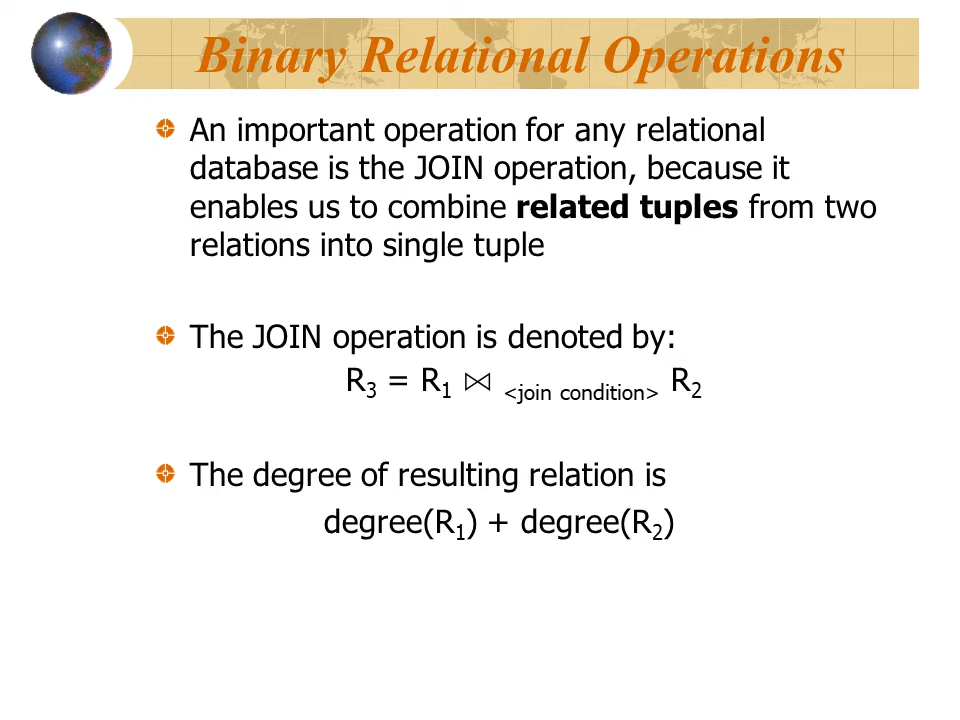 Binary Relational Operations
An important operation for any relational
database is the JOIN operation, because it
enables us to combine related tuples from two
relations into single tuple
The JOIN operation is denoted by:
R₃ = R₁ ⋈ <join condition> R₂
The degree of resulting relation is
degree(R₁) + degree(R₂)